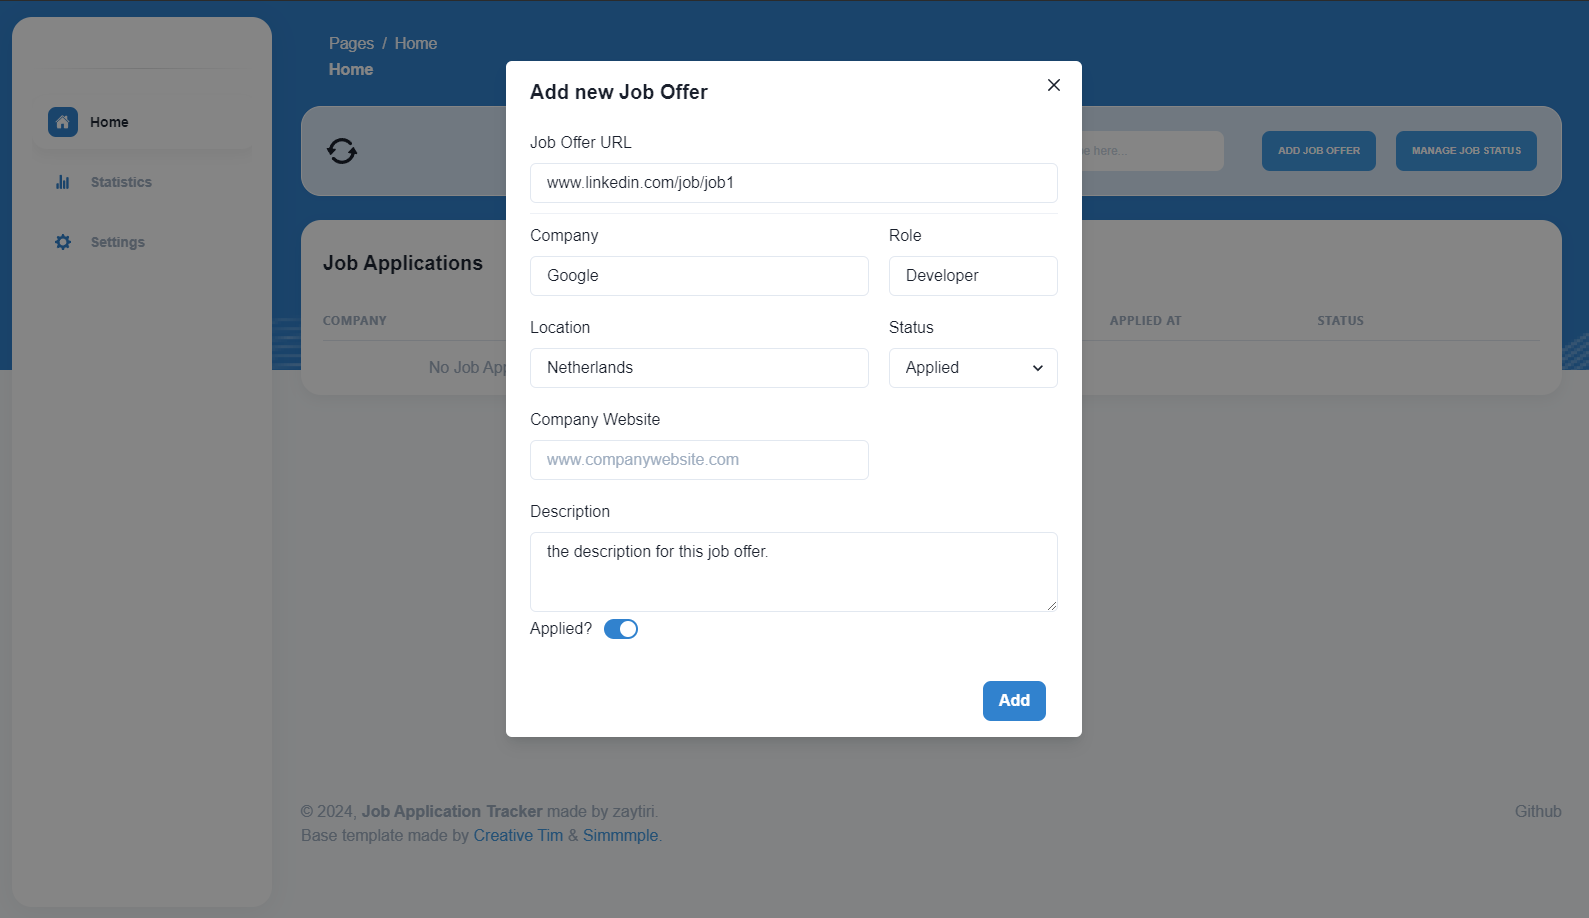 Pages / Home
Home
Home
Statistics
Settings
here...
ADD JOB OFFER
MANAGE JOB STATUS
Job Applications
COMPANY
APPLIED AT
STATUS
No Job
Add new Job Offer
Job Offer URL
www.linkedin.com/job/job1
Company
Role
Google
Developer
Location
Status
Netherlands
Applied
Company Website
www.companywebsite.com
Description
the description for this job offer.
Applied?
Add
© 2024, Job Application Tracker made by zaytiri.
Github
Base template made by Creative Tim & Simmmple.